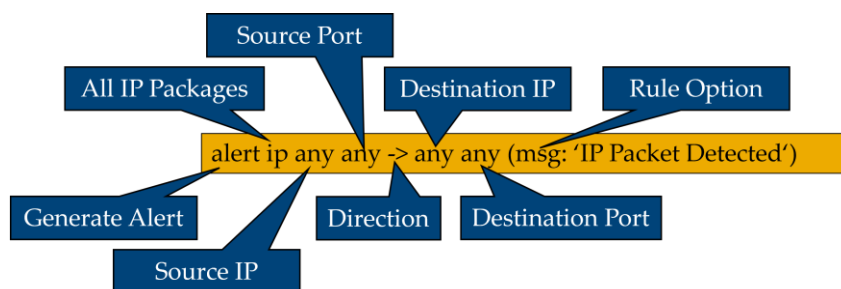 Source Port
All IP Packages
Destination IP
Rule Option
alert ip any any -> any any (msg: ‘IP Packet Detected‘)
Generate Alert
Direction
Destination Port
Source IP